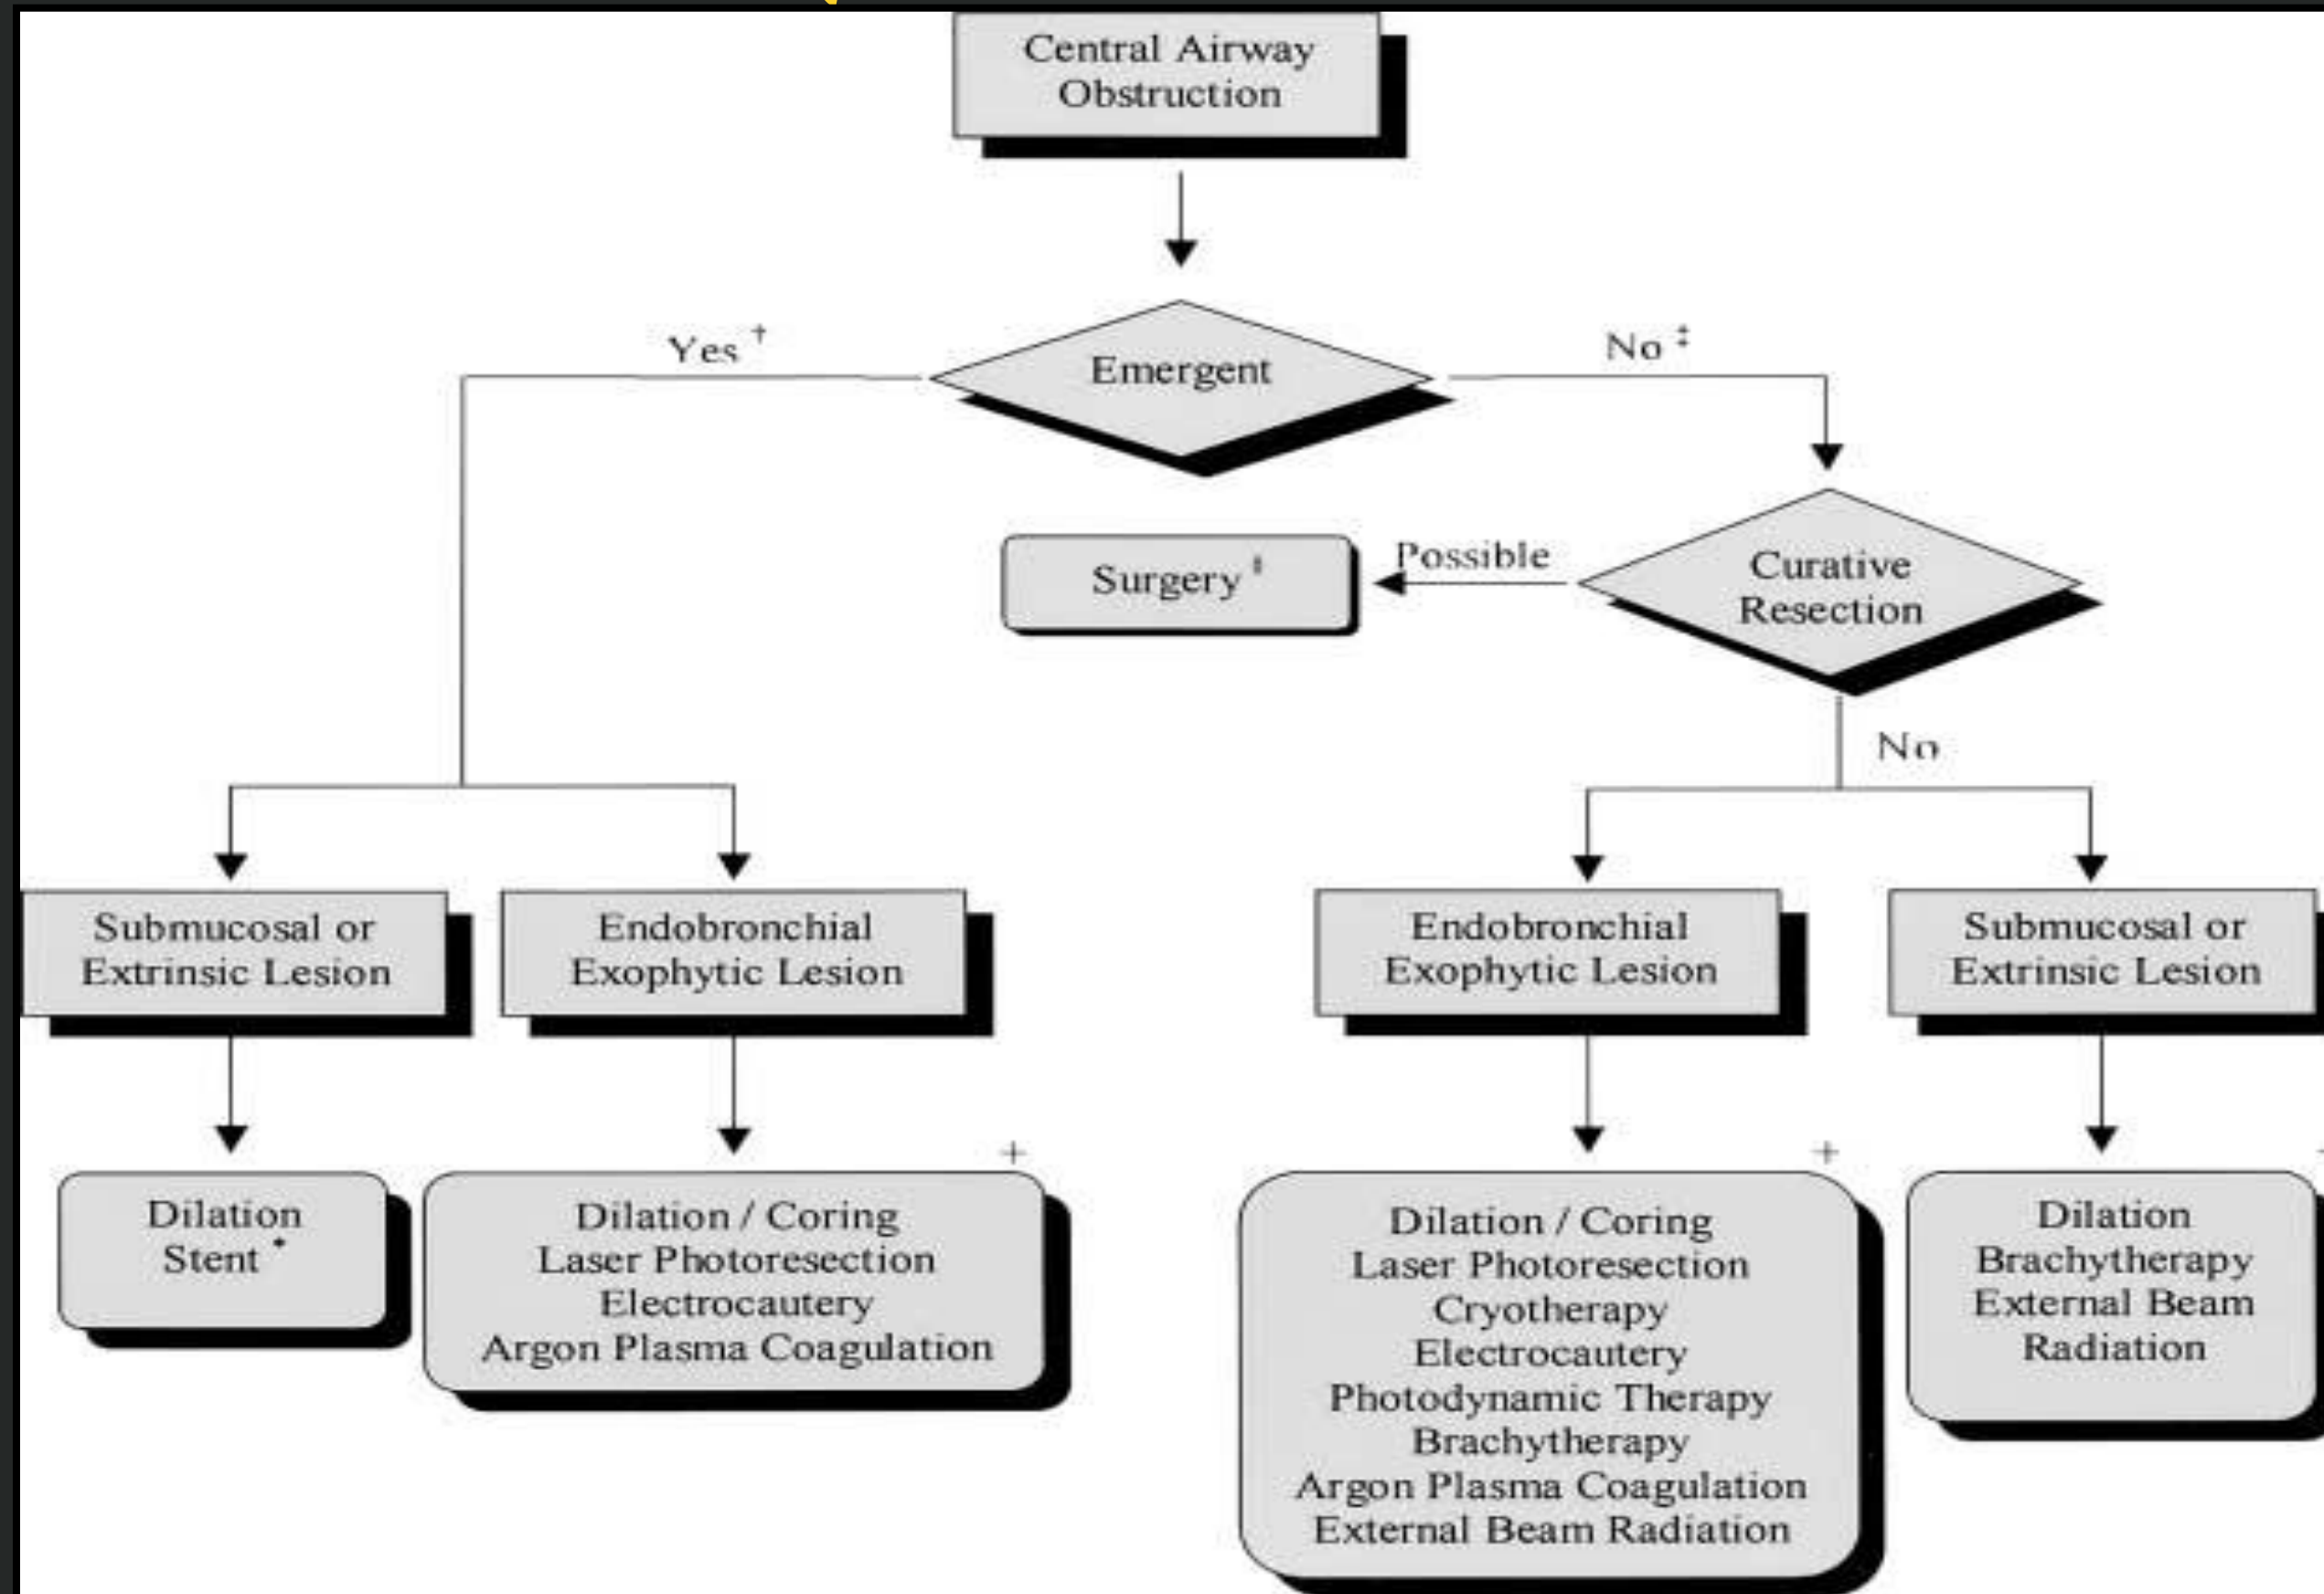 Central Airway
Obstruction
Yes †
Emergent
No ‡
Surgery
Possible
Curative
Resection
No
Submucosal or
Extrinsic Lesion
Endobronchial
Exophytic Lesion
Endobronchial
Exophytic Lesion
Submucosal or
Extrinsic Lesion
Dilation
Stent *
+
Dilation / Coring
Laser Photoresection
Electrocautery
Argon Plasma Coagulation
+
Dilation / Coring
Laser Photoresection
Cryotherapy
Electrocautery
Photodynamic Therapy
Brachytherapy
Argon Plasma Coagulation
External Beam Radiation
Dilation
Brachytherapy
External Beam
Radiation